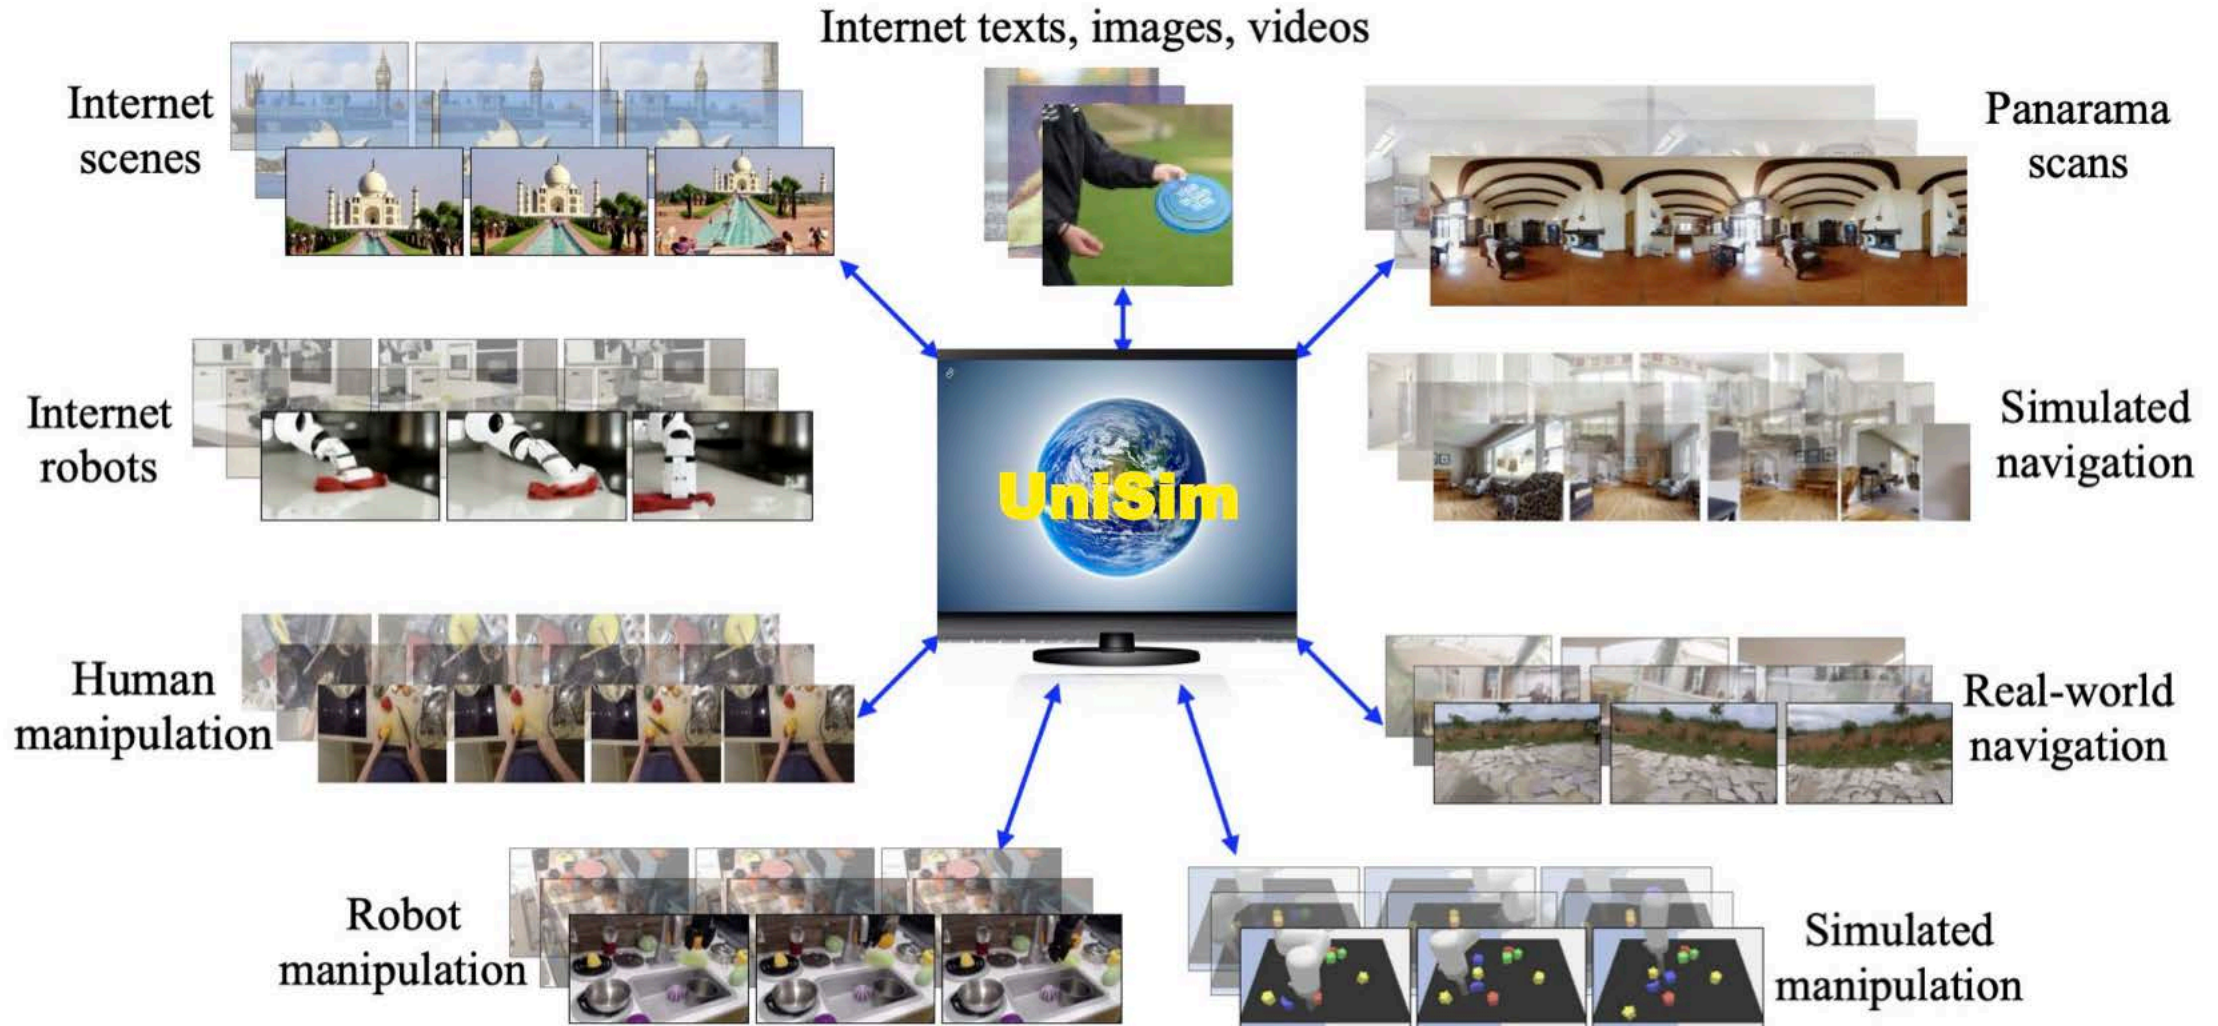 Internet texts, images, videos
Internet
scenes
Panarama
scans
Internet
robots
UniSim
Simulated
navigation
Human
manipulation
Real-world
navigation
Robot
manipulation
Simulated
manipulation